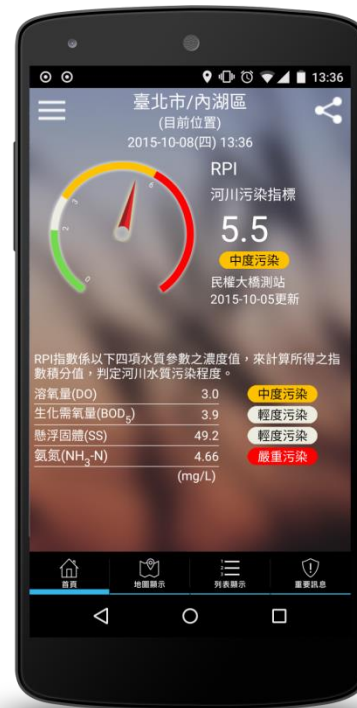 13:36
臺北市/內湖區
(目前位置)
2015-10-08(四) 13:36
RPI
河川污染指標
5.5
中度污染
民權大橋測站
2015-10-05更新
0
2
3
6
RPI指數係以下四項水質參數之濃度值，來計算所得之指
數積分值，判定河川水質污染程度。
溶氧量(DO) 3.0 中度污染
生化需氧量(BOD5) 3.9 輕度污染
懸浮固體(SS) 49.2 輕度污染
氨氮(NH3-N) 4.66 嚴重污染
(mg/L)
首頁 地圖顯示 列表顯示 重要訊息